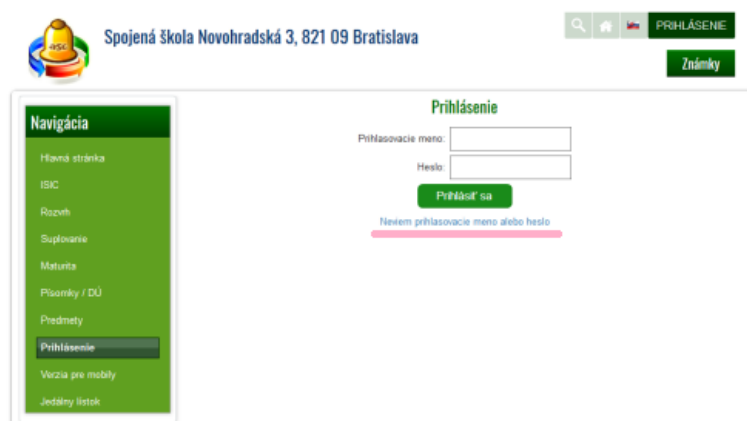 asc
Spojená škola Novohradská 3, 821 09 Bratislava
PRIHLÁSENIE
Známky
Navigácia
Hlavná stránka
ISIC
Rozvrh
Suplovanie
Maturita
Písomky / DÚ
Predmety
Prihlásenie
Verzia pre mobily
Jedálny lístok
Prihlásenie
Prihlasovacie meno:
Heslo:
Prihlásiť sa
Neviem prihlasovacie meno alebo heslo